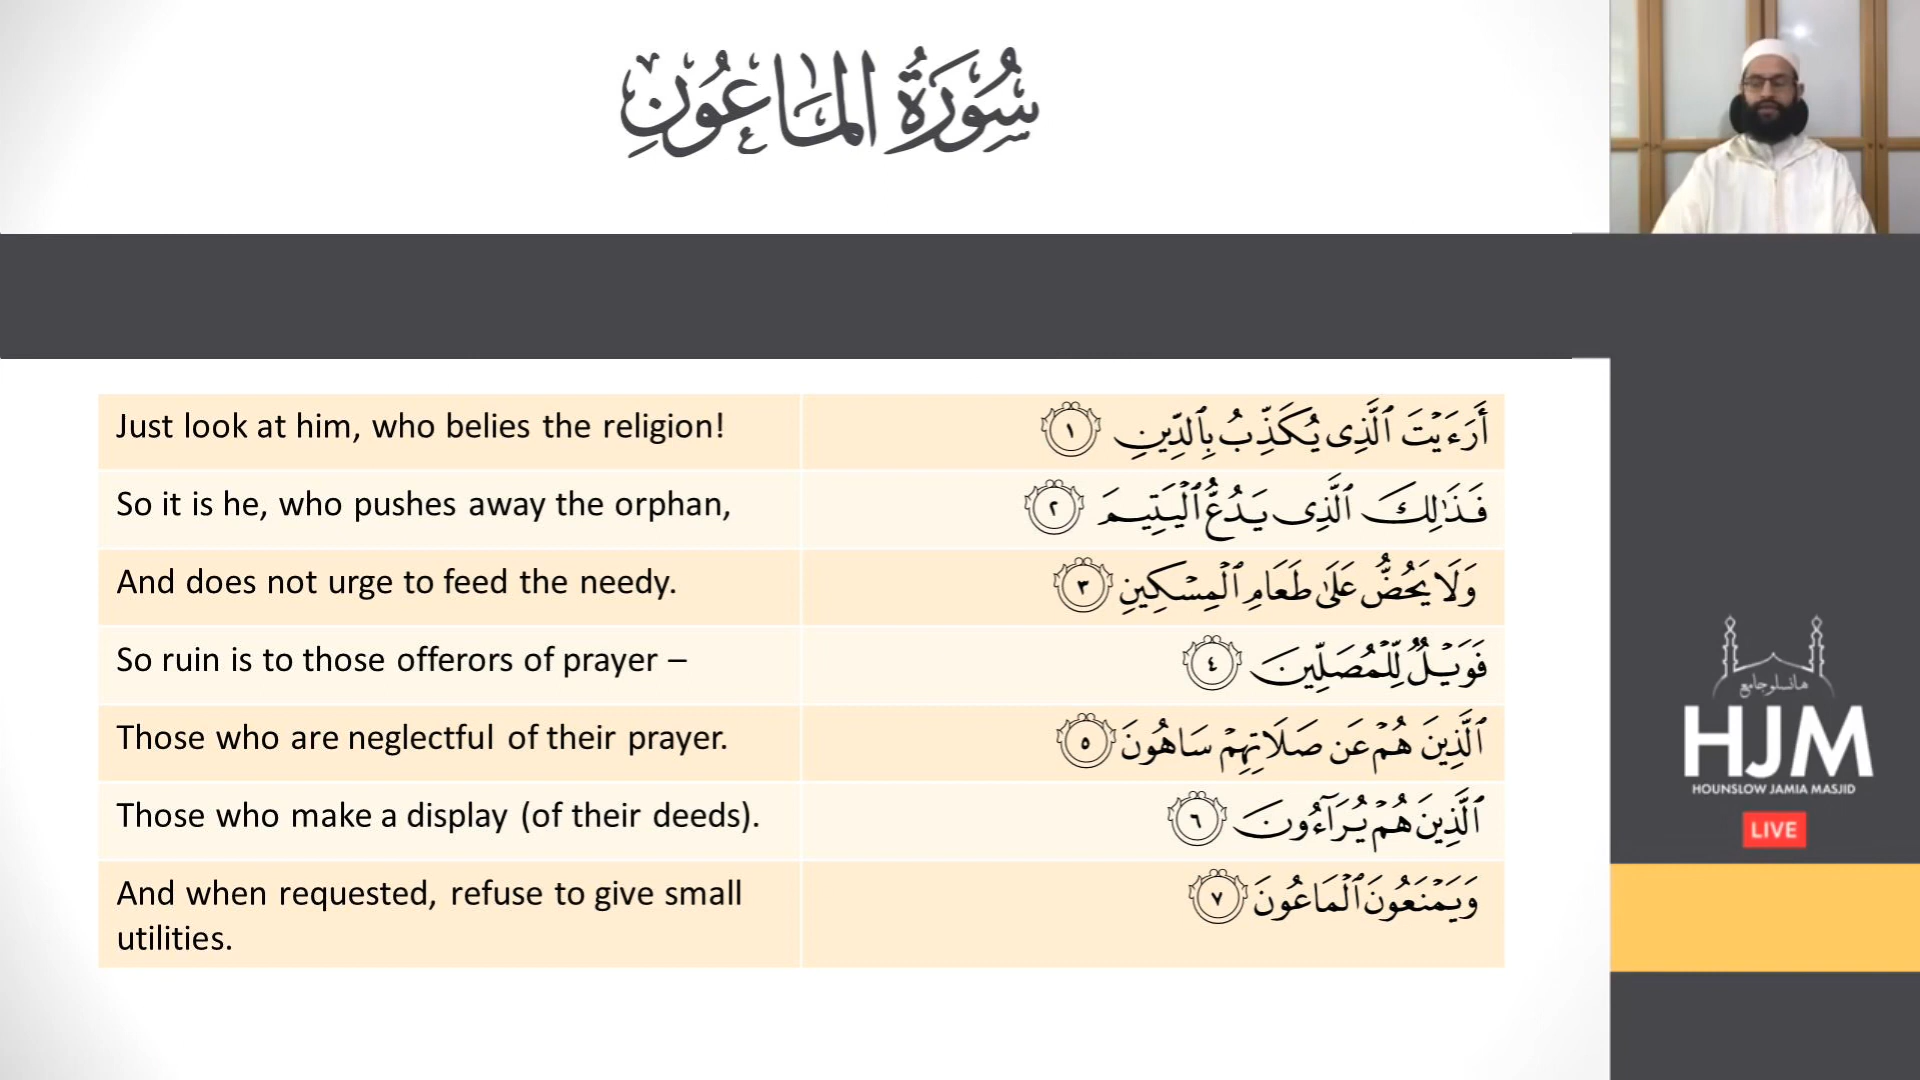 سُورَةُ المَاعُونِ
Just look at him, who belies the religion!
أَرَءَيْتَ ٱلَّذِى يُكَذِّبُ بِٱلدِّينِ ١
So it is he, who pushes away the orphan,
فَذَٰلِكَ ٱلَّذِى يَدُعُّ ٱلْيَتِيمَ ٢
And does not urge to feed the needy.
وَلَا يَحُضُّ عَلَىٰ طَعَامِ ٱلْمِسْكِينِ ٣
So ruin is to those offerors of prayer –
فَوَيْلٌ لِّلْمُصَلِّينَ ٤
Those who are neglectful of their prayer.
ٱلَّذِينَ هُمْ عَن صَلَاتِهِمْ سَاهُونَ ٥
Those who make a display (of their deeds).
ٱلَّذِينَ هُمْ يُرَآءُونَ ٦
And when requested, refuse to give small
utilities.
وَيَمْنَعُونَ ٱلْمَاعُونَ ٧
هانسلو جامع
HJM
HOUNSLOW JAMIA MASJID
LIVE